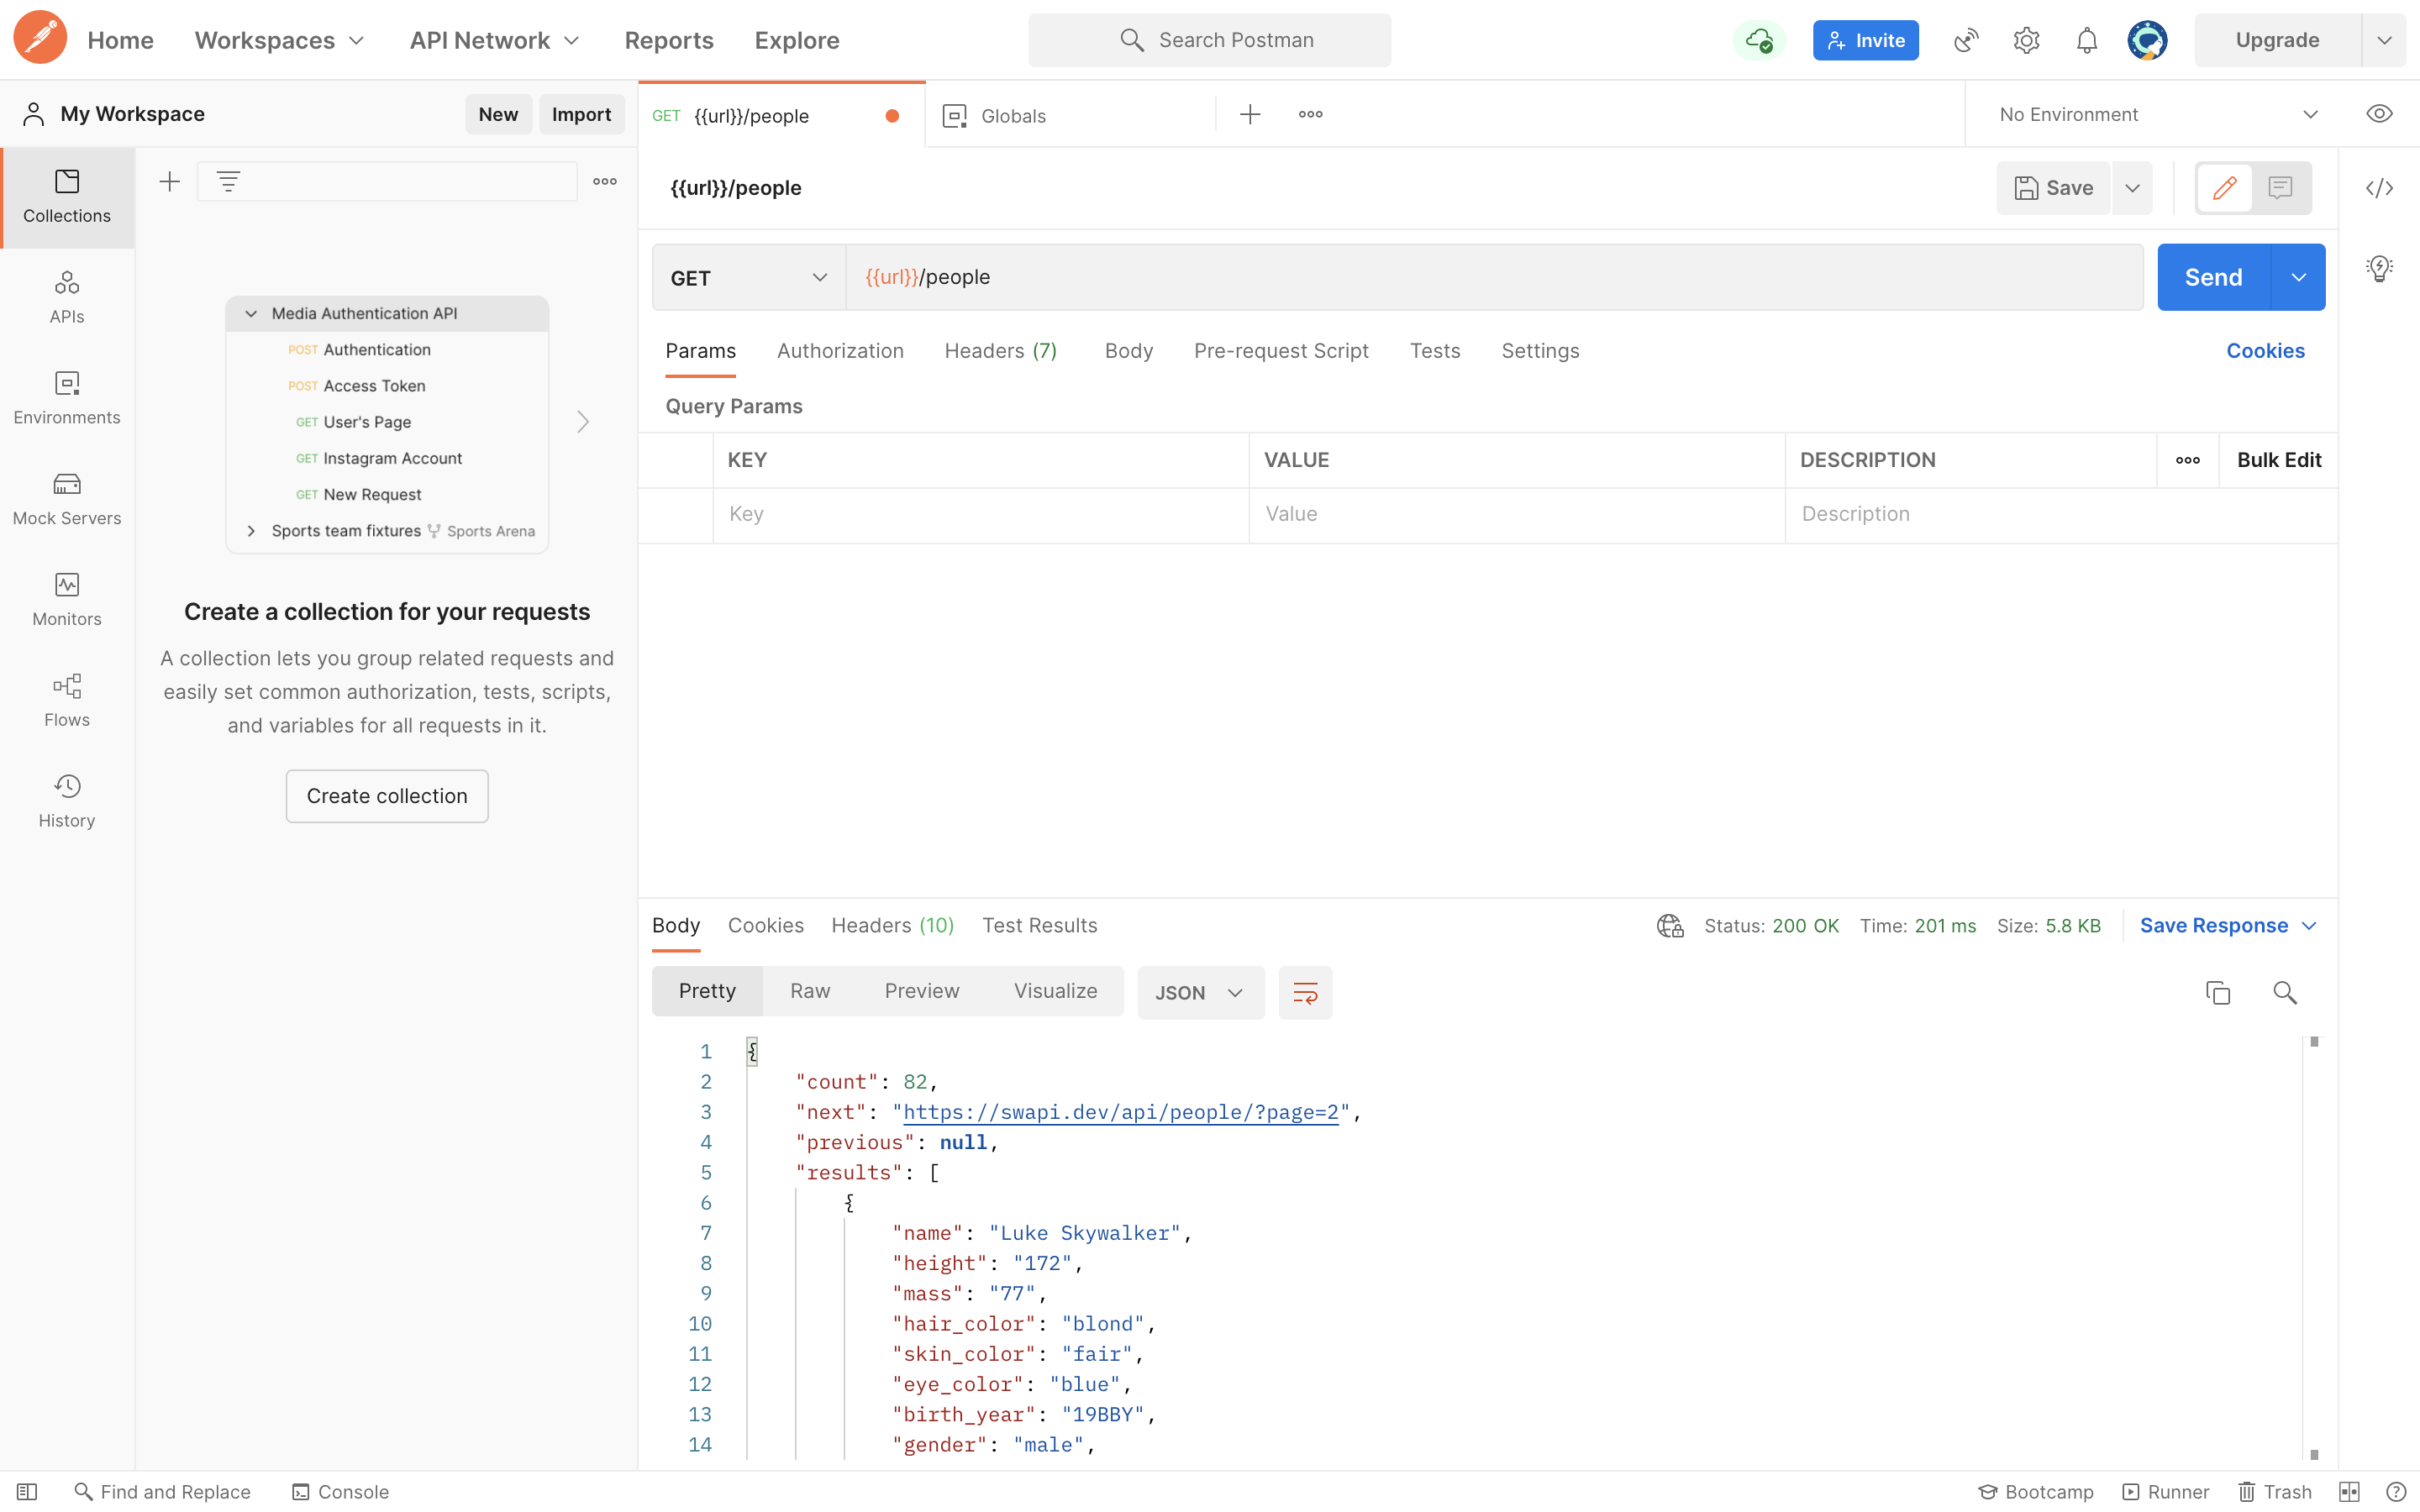 Home Workspaces API Network Reports Explore Search Postman Invite Upgrade
My Workspace New Import
GET {{url}}/people Globals No Environment
Collections
APIs
Environments
Mock Servers
Monitors
Flows
History
Media Authentication API
POST Authentication
POST Access Token
GET User's Page
GET Instagram Account
GET New Request
Sports team fixtures Sports Arena
Create a collection for your requests
A collection lets you group related requests and
easily set common authorization, tests, scripts,
and variables for all requests in it.
Create collection
{{url}}/people Save
GET {{url}}/people Send
Params Authorization Headers (7) Body Pre-request Script Tests Settings Cookies
Query Params
KEY VALUE DESCRIPTION Bulk Edit
Key Value Description
Body Cookies Headers (10) Test Results Status: 200 OK Time: 201 ms Size: 5.8 KB Save Response
Pretty Raw Preview Visualize JSON
1 {
2 "count": 82,
3 "next": "https://swapi.dev/api/people/?page=2",
4 "previous": null,
5 "results": [
6 {
7 "name": "Luke Skywalker",
8 "height": "172",
9 "mass": "77",
10 "hair_color": "blond",
11 "skin_color": "fair",
12 "eye_color": "blue",
13 "birth_year": "19BBY",
14 "gender": "male",
Find and Replace Console Bootcamp Runner Trash